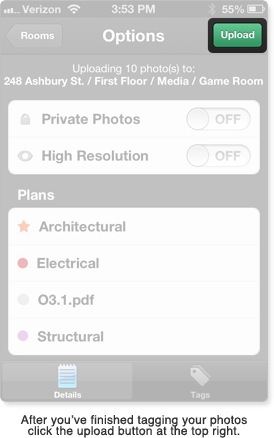 Verizon 3:53 PM 55%
Rooms Options Upload
Uploading 10 photo(s) to:
248 Ashbury St. / First Floor / Media / Game Room
Private Photos OFF
High Resolution OFF
Plans
Architectural
Electrical
O3.1.pdf
Structural
Details Tags
After you've finished tagging your photos
click the upload button at the top right.